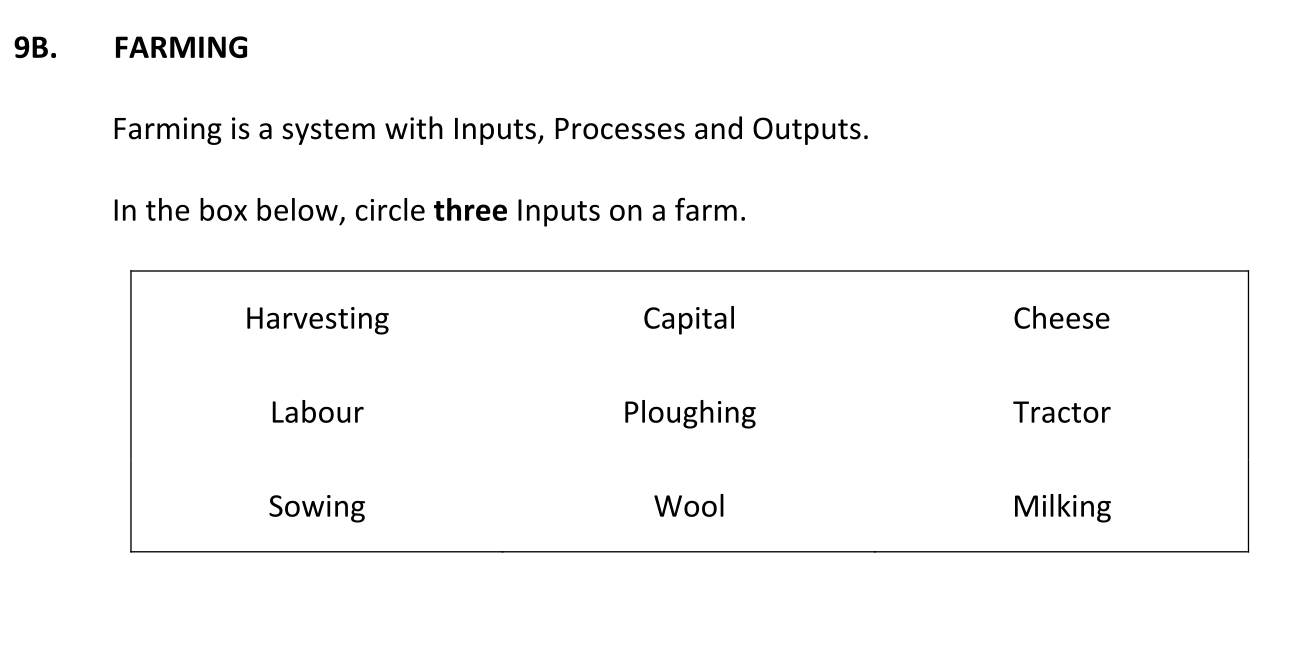 9B. FARMING
Farming is a system with Inputs, Processes and Outputs.
In the box below, circle three Inputs on a farm.
Harvesting Capital Cheese
Labour Ploughing Tractor
Sowing Wool Milking